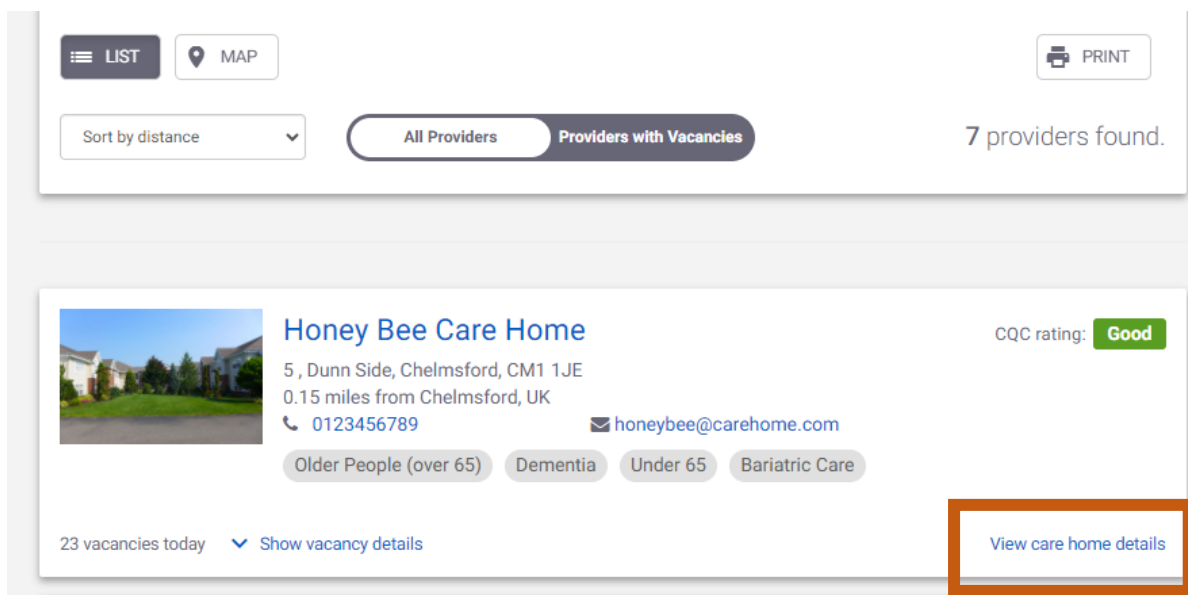 LIST MAP PRINT
Sort by distance All Providers Providers with Vacancies 7 providers found.
Honey Bee Care Home CQC rating: Good
5 , Dunn Side, Chelmsford, CM1 1JE
0.15 miles from Chelmsford, UK
0123456789 honeybee@carehome.com
Older People (over 65) Dementia Under 65 Bariatric Care
23 vacancies today Show vacancy details View care home details